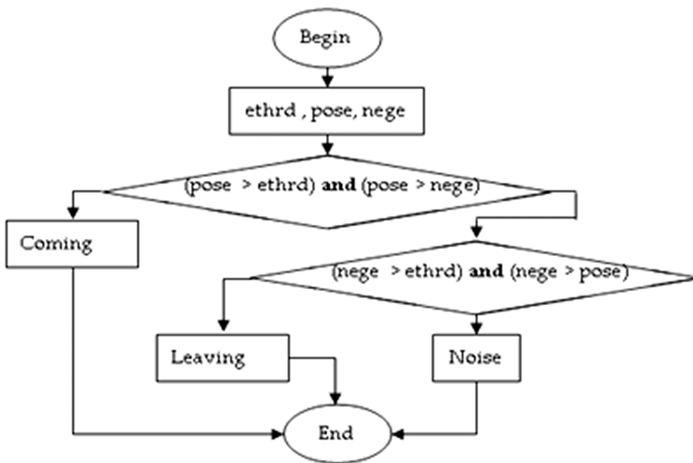 Begin
ethrd , pose, nege
(pose > ethrd) and (pose > nege)
Coming
(nege > ethrd) and (nege > pose)
Leaving
Noise
End